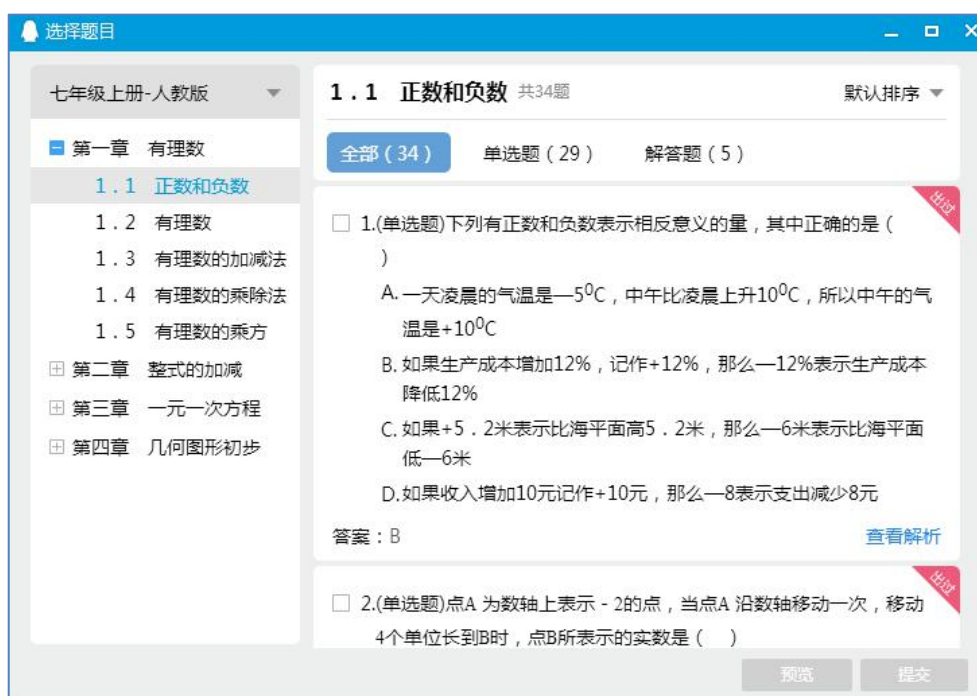 选择题目
七年级上册-人教版
第一章 有理数
1.1 正数和负数
1.2 有理数
1.3 有理数的加减法
1.4 有理数的乘除法
1.5 有理数的乘方
第二章 整式的加减
第三章 一元一次方程
第四章 几何图形初步
1.1 正数和负数 共34题 默认排序
全部(34) 单选题(29) 解答题(5)
出过
1.(单选题)下列有正数和负数表示相反意义的量,其中正确的是(
)
A.一天凌晨的气温是—5⁰C,中午比凌晨上升10⁰C,所以中午的气
温是+10⁰C
B.如果生产成本增加12%,记作+12%,那么—12%表示生产成本
降低12%
C.如果+5.2米表示比海平面高5.2米,那么—6米表示比海平面
低—6米
D.如果收入增加10元记作+10元,那么—8表示支出减少8元
答案:B 查看解析
出过
2.(单选题)点A 为数轴上表示 - 2的点,当点A 沿数轴移动一次,移动
4个单位长到B时,点B所表示的实数是( )
预览 提交